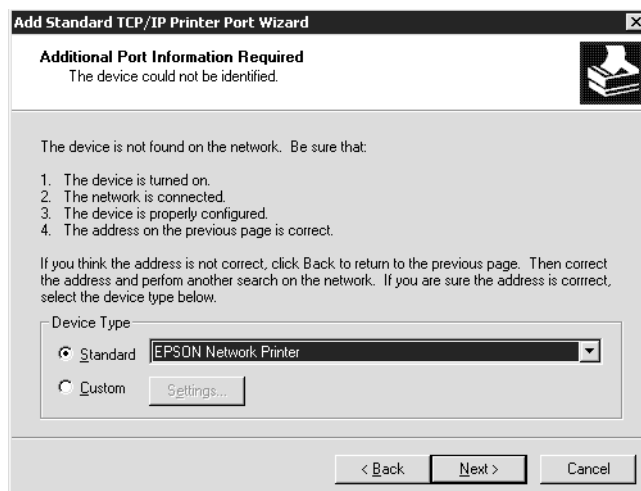 Add Standard TCP/IP Printer Port Wizard
Additional Port Information Required
The device could not be identified.
The device is not found on the network. Be sure that:
1. The device is turned on.
2. The network is connected.
3. The device is properly configured.
4. The address on the previous page is correct.
If you think the address is not correct, click Back to return to the previous page. Then correct
the address and perfom another search on the network. If you are sure the address is corrrect,
select the device type below.
Device Type
Standard EPSON Network Printer
Custom Settings...
< Back Next > Cancel